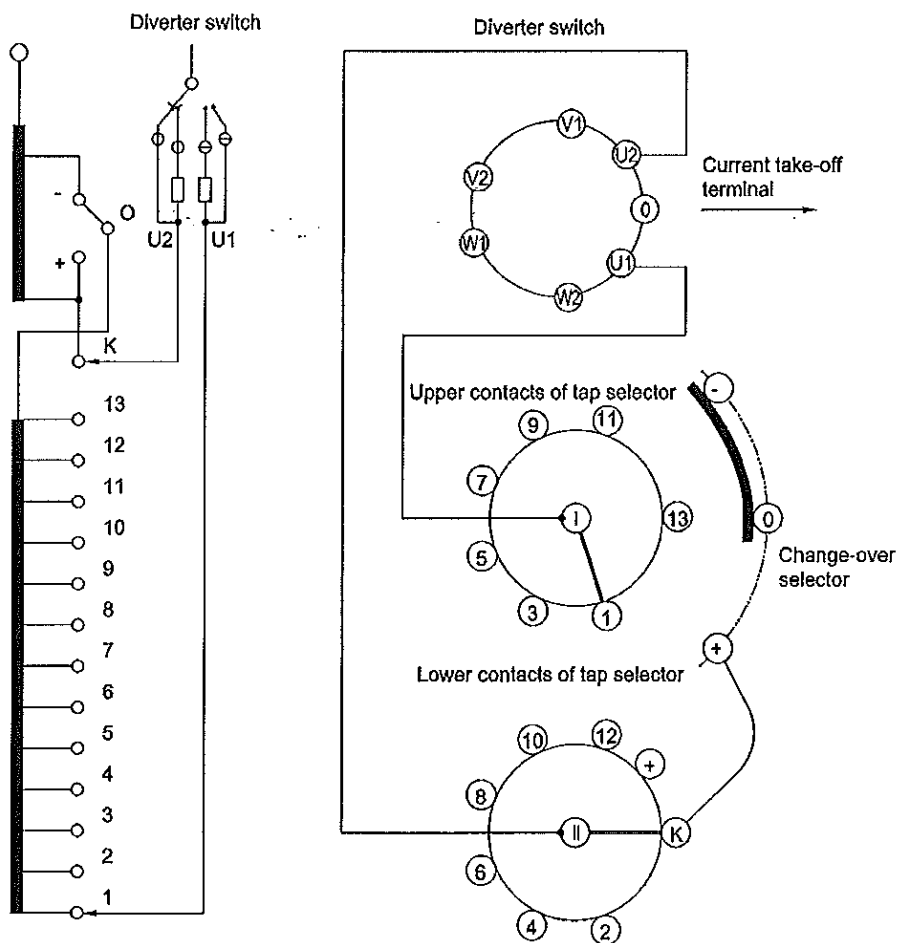 Diverter switch
-
O
+
U2
U1
K
13
12
11
10
9
8
7
6
5
4
3
2
1
Diverter switch
V1
U2
V2
0
W1
U1
W2
Current take-off
terminal
Upper contacts of tap selector
-
9
11
7
I
13
0
5
3
1
Change-over
selector
+
Lower contacts of tap selector
10
12
+
8
II
K
6
4
2